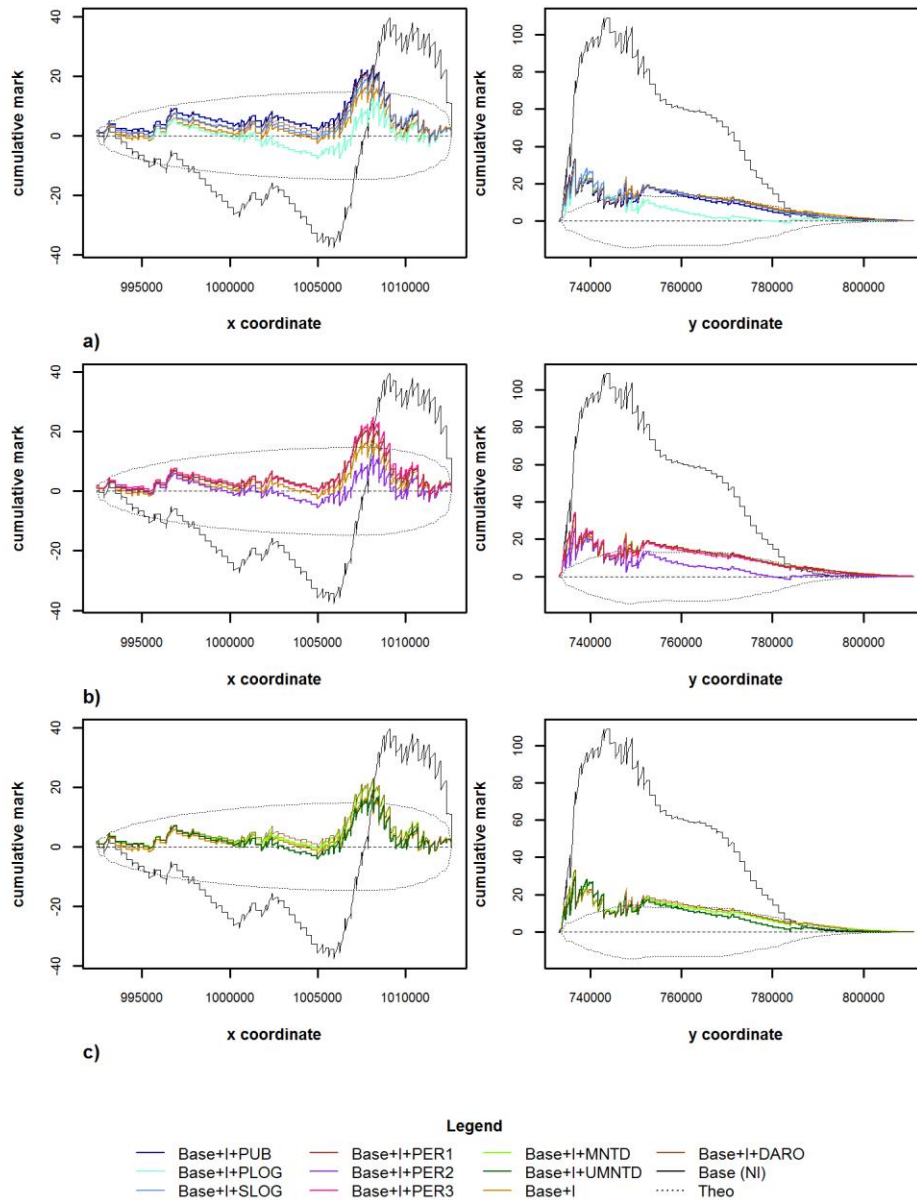 cumulative mark
40
20
0
-20
-40
995000 1000000 1005000 1010000
x coordinate
cumulative mark
100
80
60
40
20
0
740000 760000 780000 800000
y coordinate
a)
cumulative mark
40
20
0
-20
-40
995000 1000000 1005000 1010000
x coordinate
cumulative mark
100
80
60
40
20
0
740000 760000 780000 800000
y coordinate
b)
cumulative mark
40
20
0
-20
-40
995000 1000000 1005000 1010000
x coordinate
cumulative mark
100
80
60
40
20
0
740000 760000 780000 800000
y coordinate
c)
Legend
Base+I+PUB Base+I+PER1 Base+I+MNTD Base+I+DARO
Base+I+PLOG Base+I+PER2 Base+I+UMNTD Base (NI)
Base+I+SLOG Base+I+PER3 Base+I Theo